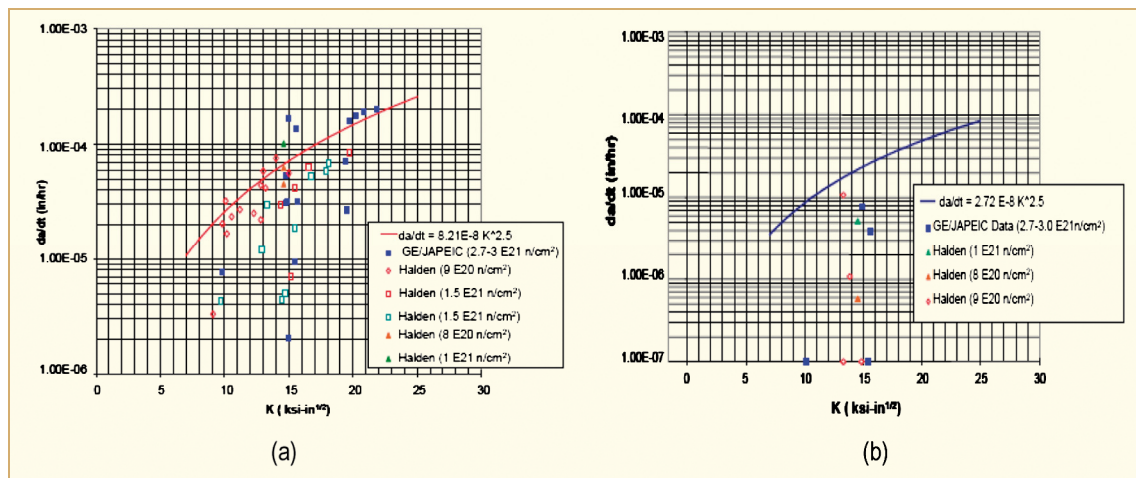 (a)
1.00E-03
1.00E-04
1.00E-05
1.00E-06
da/dt (in/hr)
0 5 10 15 20 25 30
K ( ksi-in^1/2)
da/dt = 8.21E-8 K^2.5
GE/JAPEIC (2.7-3 E21 n/cm²)
Halden (9 E20 n/cm²)
Halden (1.5 E21 n/cm²)
Halden (1.5 E21 n/cm²)
Halden (8 E20 n/cm²)
Halden (1 E21 n/cm²)
(a)
(b)
1.00E-03
1.00E-04
1.00E-05
1.00E-06
1.00E-07
da/dt (in/hr)
0 5 10 15 20 25 30
K ( ksi-in^1/2)
da/dt = 2.72 E-8 K^2.5
GE/JAPEIC Data (2.7-3.0 E21n/cm²)
Halden (1 E21 n/cm²)
Halden (8 E20 n/cm²)
Halden (9 E20 n/cm²)
(b)